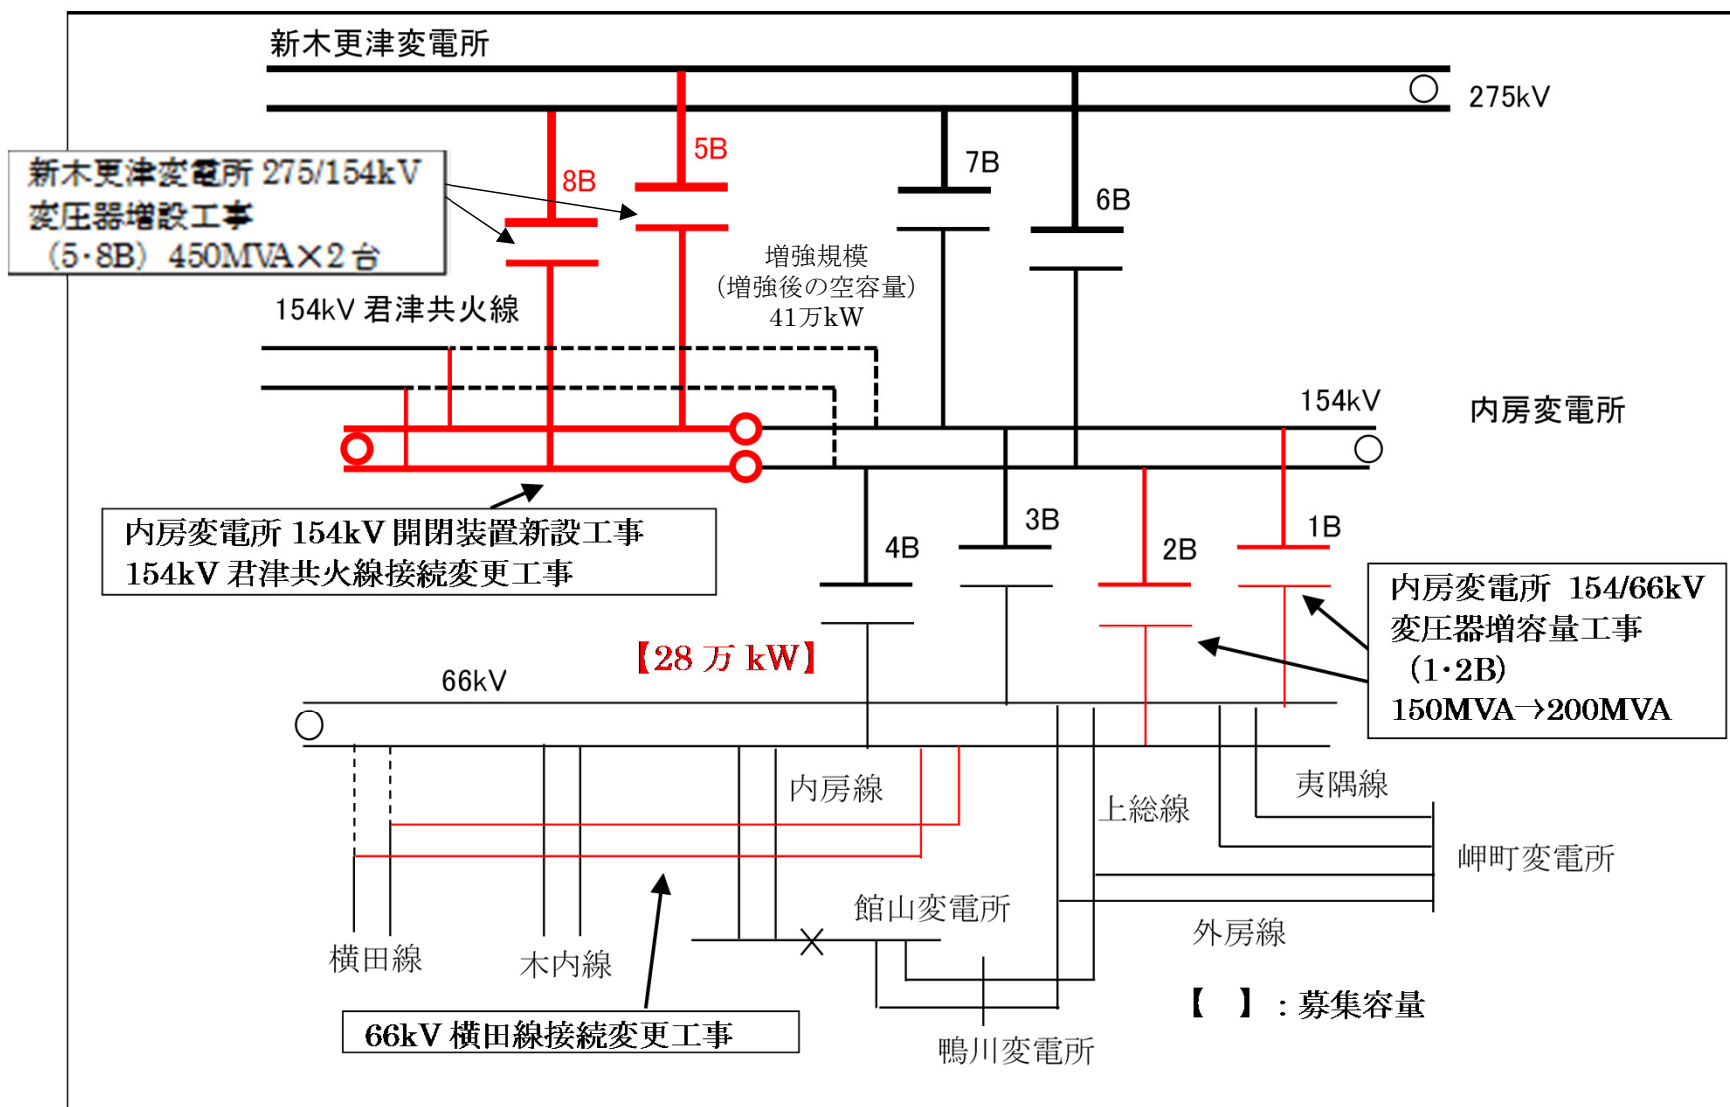 新木更津変電所
275kV
新木更津変電所 275/154kV
変圧器増設工事
(5・8B) 450MVA×2台
8B
5B
7B
6B
増強規模
(増強後の空容量)
41万kW
154kV 君津共火線
154kV
内房変電所
内房変電所 154kV 開閉装置新設工事
154kV 君津共火線接続変更工事
4B
3B
2B
1B
内房変電所 154/66kV
変圧器増容量工事
(1・2B)
150MVA→200MVA
【28 万 kW】
66kV
内房線
上総線
夷隅線
岬町変電所
館山変電所
外房線
横田線
木内線
【 】:募集容量
66kV 横田線接続変更工事
鴨川変電所